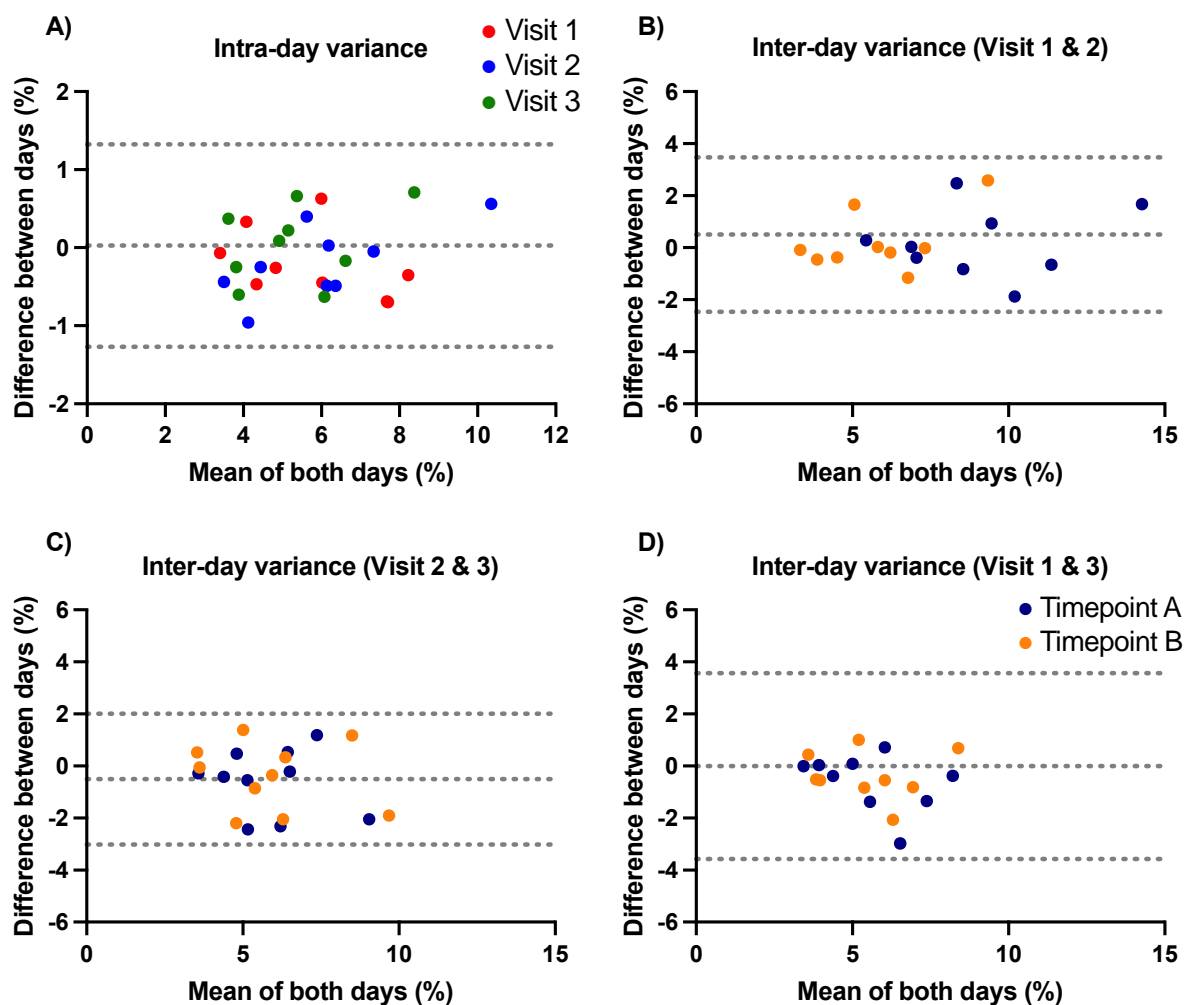 A)
Intra-day variance
Visit 1
Visit 2
Visit 3
Difference between days (%)
2
1
0
-1
-2
0
2
4
6
8
10
12
Mean of both days (%)
B)
Inter-day variance (Visit 1 & 2)
Difference between days (%)
6
4
2
0
-2
-4
-6
0
5
10
15
Mean of both days (%)
C)
Inter-day variance (Visit 2 & 3)
Difference between days (%)
6
4
2
0
-2
-4
-6
0
5
10
15
Mean of both days (%)
D)
Inter-day variance (Visit 1 & 3)
Timepoint A
Timepoint B
Difference between days (%)
6
4
2
0
-2
-4
-6
0
5
10
15
Mean of both days (%)